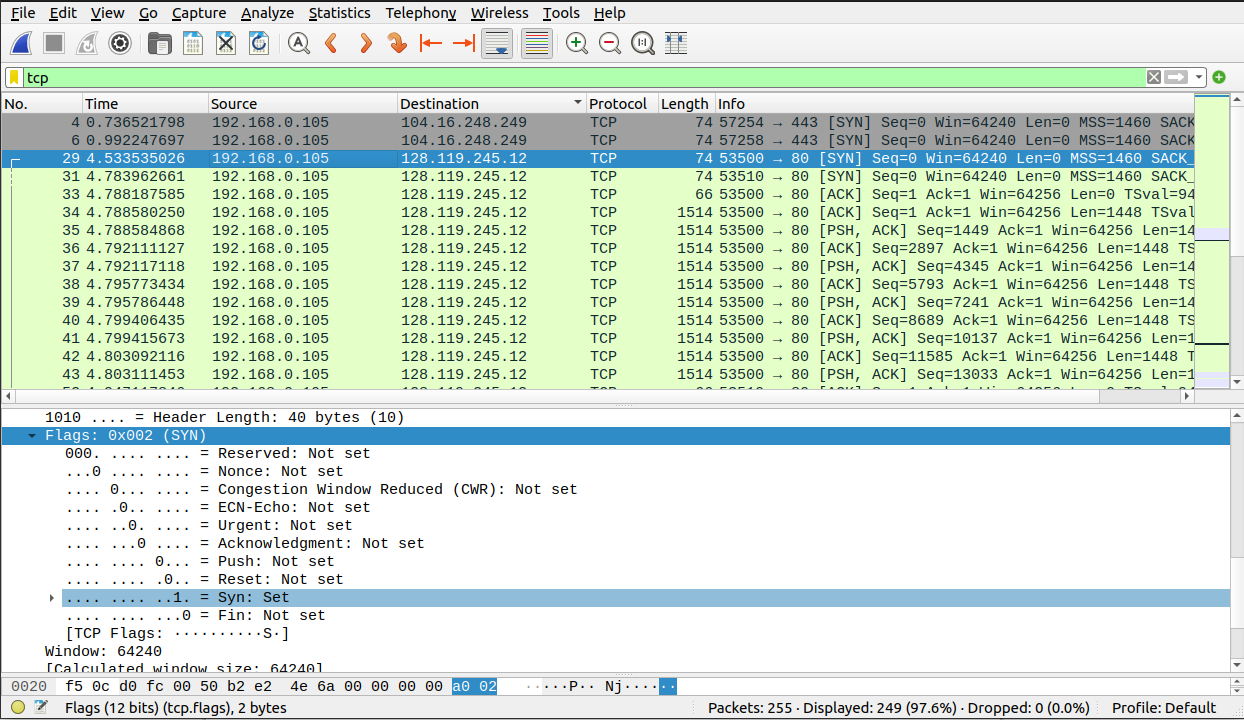 File Edit View Go Capture Analyze Statistics Telephony Wireless Tools Help
tcp
No. Time Source Destination Protocol Length Info
4 0.736521798 192.168.0.105 104.16.248.249 TCP 74 57254 → 443 [SYN] Seq=0 Win=64240 Len=0 MSS=1460 SACK
6 0.992247697 192.168.0.105 104.16.248.249 TCP 74 57258 → 443 [SYN] Seq=0 Win=64240 Len=0 MSS=1460 SACK
29 4.533535026 192.168.0.105 128.119.245.12 TCP 74 53500 → 80 [SYN] Seq=0 Win=64240 Len=0 MSS=1460 SACK_
31 4.783962661 192.168.0.105 128.119.245.12 TCP 74 53510 → 80 [SYN] Seq=0 Win=64240 Len=0 MSS=1460 SACK_
33 4.788187585 192.168.0.105 128.119.245.12 TCP 66 53500 → 80 [ACK] Seq=1 Ack=1 Win=64256 Len=0 TSval=94
34 4.788580250 192.168.0.105 128.119.245.12 TCP 1514 53500 → 80 [ACK] Seq=1 Ack=1 Win=64256 Len=1448 TSval
35 4.788584868 192.168.0.105 128.119.245.12 TCP 1514 53500 → 80 [PSH, ACK] Seq=1449 Ack=1 Win=64256 Len=14
36 4.792111127 192.168.0.105 128.119.245.12 TCP 1514 53500 → 80 [ACK] Seq=2897 Ack=1 Win=64256 Len=1448 TS
37 4.792117118 192.168.0.105 128.119.245.12 TCP 1514 53500 → 80 [PSH, ACK] Seq=4345 Ack=1 Win=64256 Len=14
38 4.795773434 192.168.0.105 128.119.245.12 TCP 1514 53500 → 80 [ACK] Seq=5793 Ack=1 Win=64256 Len=1448 TS
39 4.795786448 192.168.0.105 128.119.245.12 TCP 1514 53500 → 80 [PSH, ACK] Seq=7241 Ack=1 Win=64256 Len=14
40 4.799406435 192.168.0.105 128.119.245.12 TCP 1514 53500 → 80 [ACK] Seq=8689 Ack=1 Win=64256 Len=1448 TS
41 4.799415673 192.168.0.105 128.119.245.12 TCP 1514 53500 → 80 [PSH, ACK] Seq=10137 Ack=1 Win=64256 Len=1
42 4.803092116 192.168.0.105 128.119.245.12 TCP 1514 53500 → 80 [ACK] Seq=11585 Ack=1 Win=64256 Len=1448 T
43 4.803111453 192.168.0.105 128.119.245.12 TCP 1514 53500 → 80 [PSH, ACK] Seq=13033 Ack=1 Win=64256 Len=1
1010 .... = Header Length: 40 bytes (10)
Flags: 0x002 (SYN)
000. .... .... = Reserved: Not set
...0 .... .... = Nonce: Not set
.... 0... .... = Congestion Window Reduced (CWR): Not set
.... .0.. .... = ECN-Echo: Not set
.... ..0. .... = Urgent: Not set
.... ...0 .... = Acknowledgment: Not set
.... .... 0... = Push: Not set
.... .... .0.. = Reset: Not set
.... .... ..1. = Syn: Set
.... .... ...0 = Fin: Not set
[TCP Flags: ··········S·]
Window: 64240
[Calculated window size: 64240]
0020 f5 0c d0 fc 00 50 b2 e2 4e 6a 00 00 00 00 a0 02 ·····P·· Nj······
Flags (12 bits) (tcp.flags), 2 bytes Packets: 255 · Displayed: 249 (97.6%) · Dropped: 0 (0.0%) Profile: Default